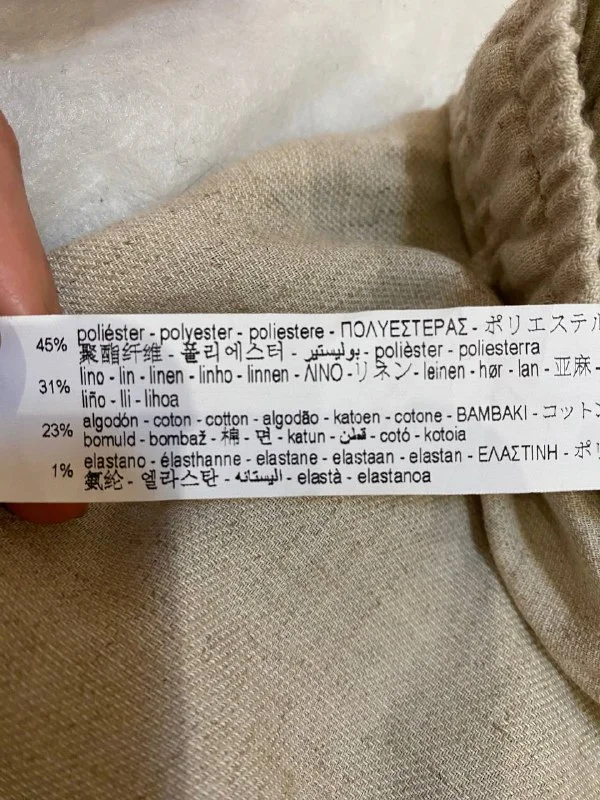 45% poliéster - polyester - poliestere - ΠΟΛΥΕΣΤΕΡΑΣ - ポリエステル
聚酯纤维 - 폴리에스터 - بوليستير - polièster - poliesterra
31% lino - lin - linen - linho - linnen - ΛΙΝΟ - リネン - leinen - hør - lan - 亚麻 -
liño - lli - lihoa
23% algodón - coton - cotton - algodão - katoen - cotone - BAMBAKI - コットン
bomuld - bombaž - 棉 - 면 - katun - قطن - cotó - kotoia
1% elastano - élasthanne - elastane - elastaan - elastan - ΕΛΑΣΤΙΝΗ - ポリ
氨纶 - 엘라스탄 - اليستانه - elastà - elastanoa